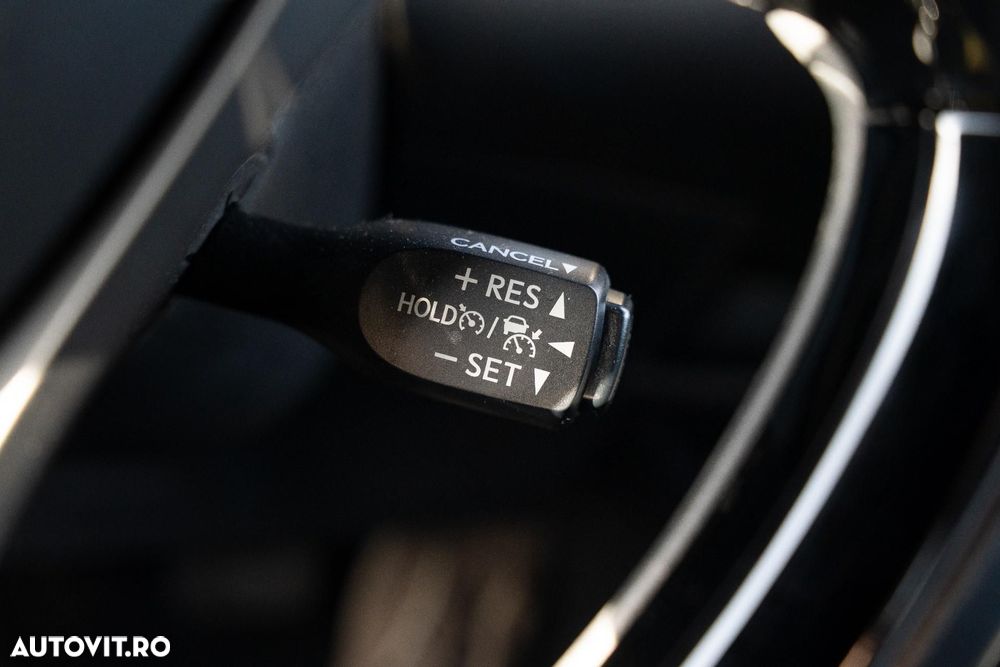 CANCEL▼
+ RES ▲
HOLD / ◀
− SET ▼
AUTOVIT.RO